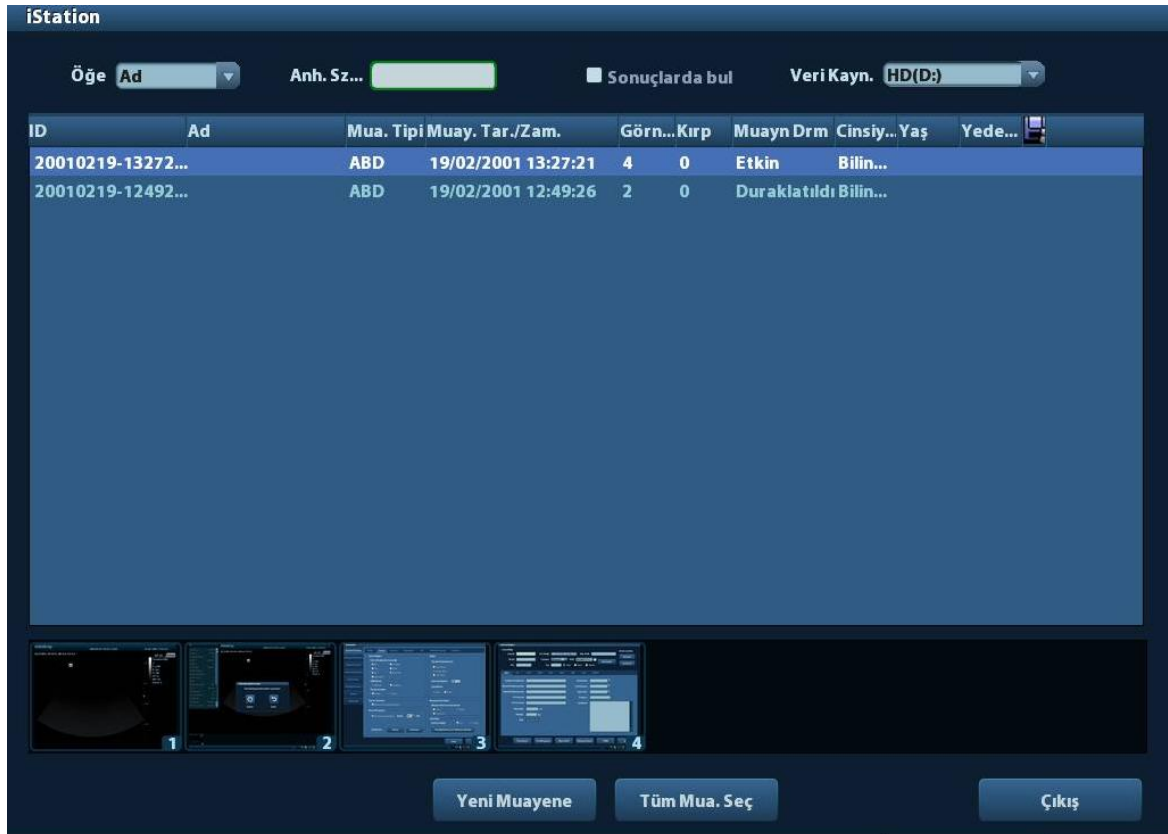 iStation
Öğe Ad Anh. Sz... Sonuçlarda bul Veri Kayn. HD(D:)
ID Ad Mua. Tipi Muay. Tar./Zam. Görn... Kırp Muayn Drm Cinsiy... Yaş Yede...
20010219-13272... ABD 19/02/2001 13:27:21 4 0 Etkin Bilin...
20010219-12492... ABD 19/02/2001 12:49:26 2 0 Duraklatıldı Bilin...
1 2 3 4
Yeni Muayene Tüm Mua. Seç Çıkış